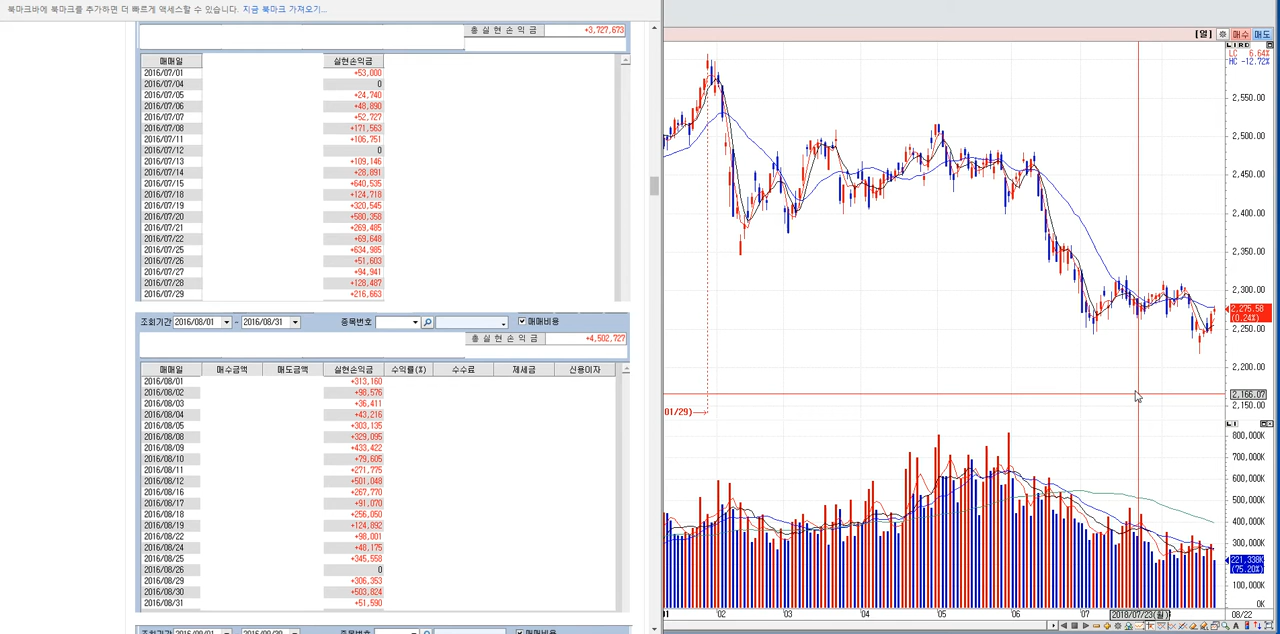 북마크바에 북마크를 추가하면 더 빠르게 액세스할 수 있습니다. 지금 북마크 가져오기...
총 실 현 손 익 금 +3,727,673
매매일 실현손익금
2016/07/01 +53,000
2016/07/04 0
2016/07/05 +24,740
2016/07/06 +48,890
2016/07/07 +52,727
2016/07/08 +171,563
2016/07/11 +106,751
2016/07/12 0
2016/07/13 +109,146
2016/07/14 +28,891
2016/07/15 +640,535
2016/07/18 +124,718
2016/07/19 +320,545
2016/07/20 +580,358
2016/07/21 +269,485
2016/07/22 +69,648
2016/07/25 +634,985
2016/07/26 +51,603
2016/07/27 +94,941
2016/07/28 +128,487
2016/07/29 +216,663
조회기간 2016/08/01 ~ 2016/08/31 종목번호 매매비용
총 실 현 손 익 금 +4,502,727
매매일 매수금액 매도금액 실현손익금 수익률(%) 수수료 제세금 신용이자
2016/08/01 +313,160
2016/08/02 +98,576
2016/08/03 +36,411
2016/08/04 +43,216
2016/08/05 +303,135
2016/08/08 +329,095
2016/08/09 +433,422
2016/08/10 +79,605
2016/08/11 +271,775
2016/08/12 +501,048
2016/08/16 +267,770
2016/08/17 +91,070
2016/08/18 +256,050
2016/08/19 +124,892
2016/08/22 +98,001
2016/08/24 +48,175
2016/08/25 +345,558
2016/08/26 0
2016/08/29 +306,353
2016/08/30 +503,824
2016/08/31 +51,590
[열] 매수 매도
LC 6.64%
HC -12.72%
2,550.00
2,500.00
2,450.00
2,400.00
2,350.00
2,300.00
2,275.58
(0.24%)
2,250.00
2,200.00
2,166.07
2,150.00
01/29)
800,000K
700,000K
600,000K
500,000K
400,000K
300,000K
221,338K
(75.20%)
100,000K
0K
'02 '03 '04 '05 '06 '07 2018/07/23(월) 08/22